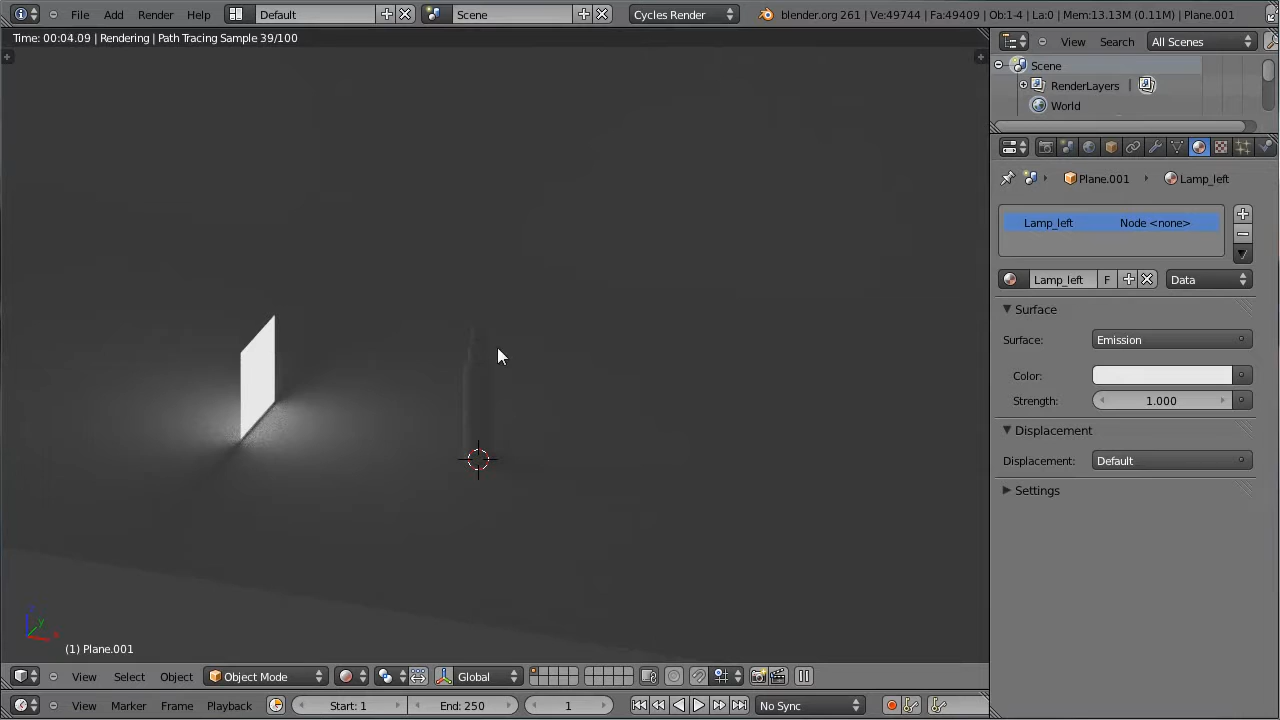 File Add Render Help Default Scene Cycles Render blender.org 261 | Ve:49744 | Fa:49409 | Ob:1-4 | La:0 | Mem:13.13M (0.11M) | Plane.001
Time: 00:04.09 | Rendering | Path Tracing Sample 39/100
View Search All Scenes
Scene
RenderLayers |
World
Plane.001 Lamp_left
Lamp_left Node <none>
Lamp_left F Data
Surface
Surface: Emission
Color:
Strength: 1.000
Displacement
Displacement: Default
Settings
(1) Plane.001
View Select Object Object Mode Global
View Marker Frame Playback Start: 1 End: 250 1 No Sync